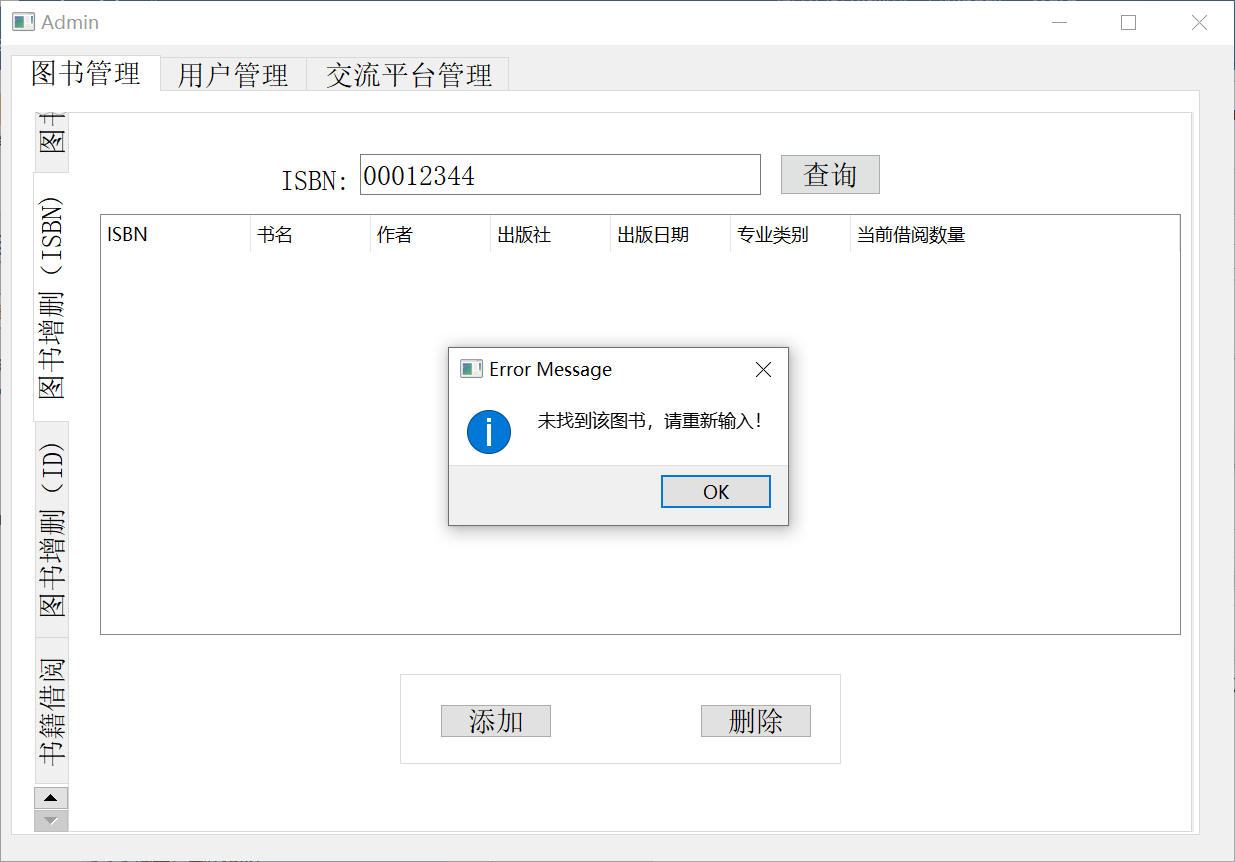 Admin
图书管理 用户管理 交流平台管理
ISBN: 00012344 查询
ISBN 书名 作者 出版社 出版日期 专业类别 当前借阅数量
图书增删（ISBN）
图书增删（ID）
书籍借阅
Error Message
未找到该图书，请重新输入！
OK
添加 删除